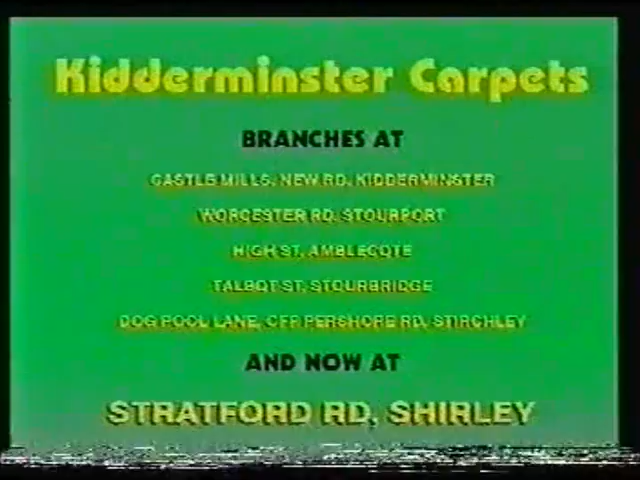 Kidderminster Carpets
BRANCHES AT
CASTLE MILLS, NEW RD, KIDDERMINSTER
WORCESTER RD, STOURPORT
HIGH ST, AMBLECOTE
TALBOT ST, STOURBRIDGE
DOG POOL LANE, OFF PERSHORE RD, STIRCHLEY
AND NOW AT
STRATFORD RD, SHIRLEY